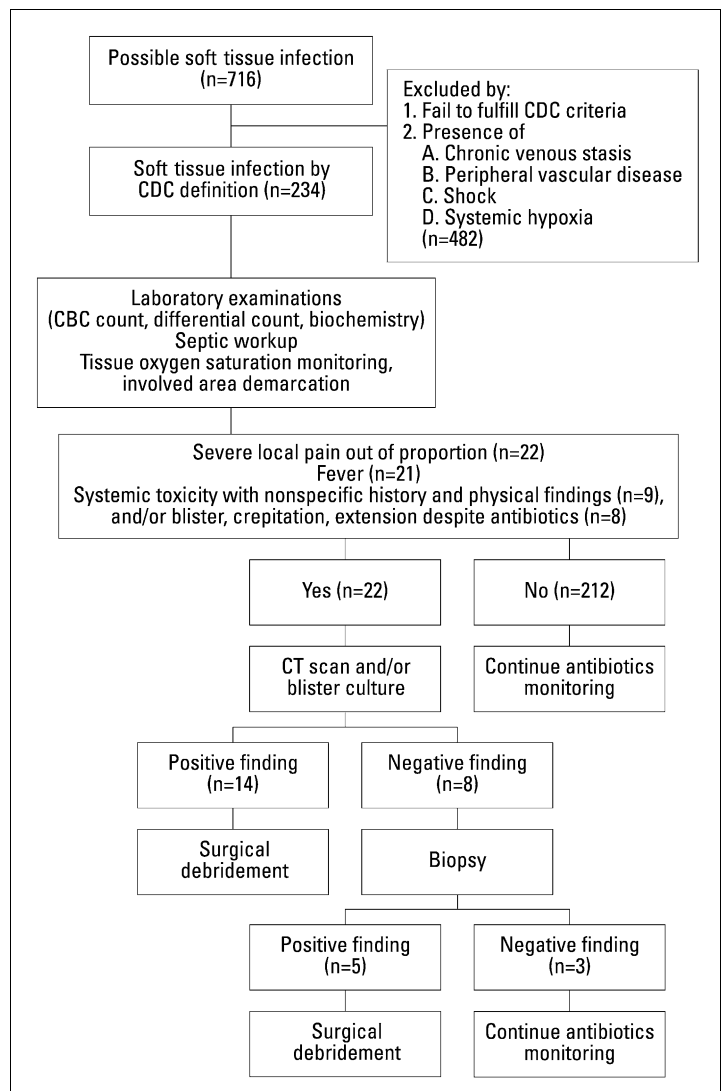 Possible soft tissue infection
(n=716)
Excluded by:
1. Fail to fulfill CDC criteria
2. Presence of
A. Chronic venous stasis
B. Peripheral vascular disease
C. Shock
D. Systemic hypoxia
(n=482)
Soft tissue infection by
CDC definition (n=234)
Laboratory examinations
(CBC count, differential count, biochemistry)
Septic workup
Tissue oxygen saturation monitoring,
involved area demarcation
Severe local pain out of proportion (n=22)
Fever (n=21)
Systemic toxicity with nonspecific history and physical findings (n=9),
and/or blister, crepitation, extension despite antibiotics (n=8)
Yes (n=22)
No (n=212)
CT scan and/or
blister culture
Continue antibiotics
monitoring
Positive finding
(n=14)
Negative finding
(n=8)
Surgical
debridement
Biopsy
Positive finding
(n=5)
Negative finding
(n=3)
Surgical
debridement
Continue antibiotics
monitoring